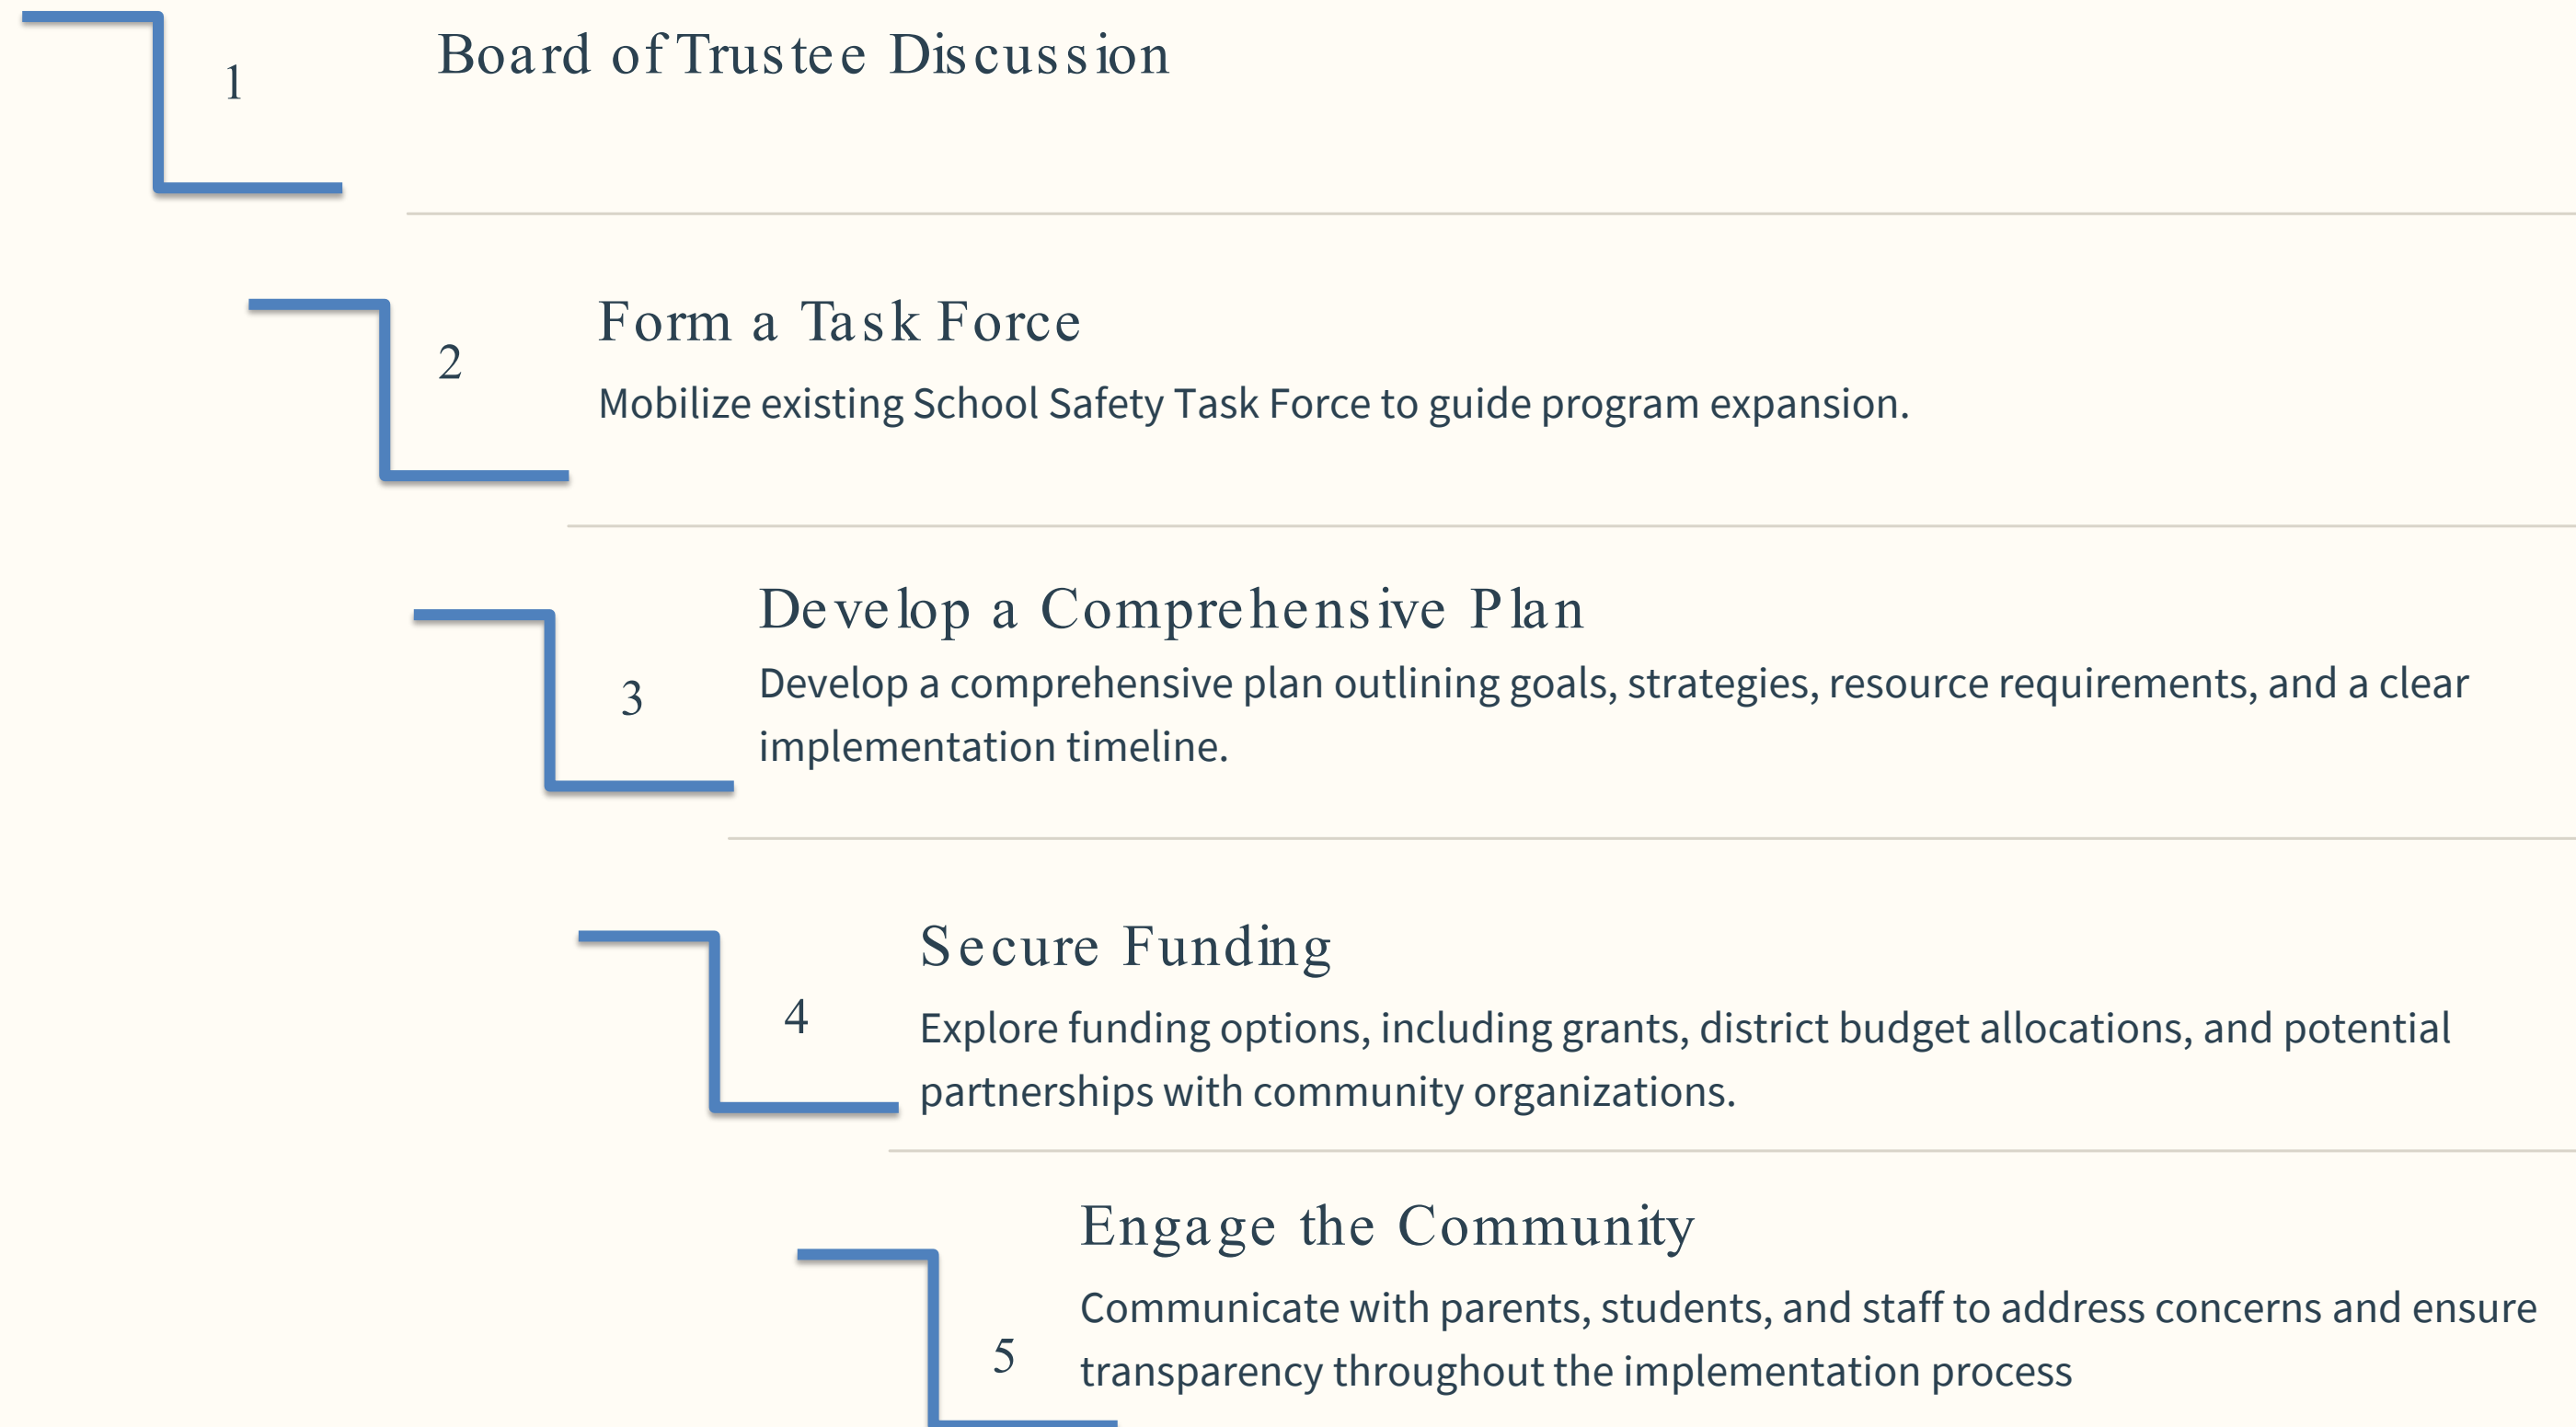 1
Board of Trustee Discussion
2
Form a Task Force
Mobilize existing School Safety Task Force to guide program expansion.
3
Develop a Comprehensive Plan
Develop a comprehensive plan outlining goals, strategies, resource requirements, and a clear
implementation timeline.
4
Secure Funding
Explore funding options, including grants, district budget allocations, and potential
partnerships with community organizations.
5
Engage the Community
Communicate with parents, students, and staff to address concerns and ensure
transparency throughout the implementation process